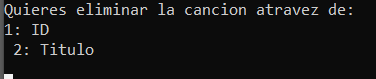 Quieres eliminar la cancion atravez de:
1: ID
 2: Titulo